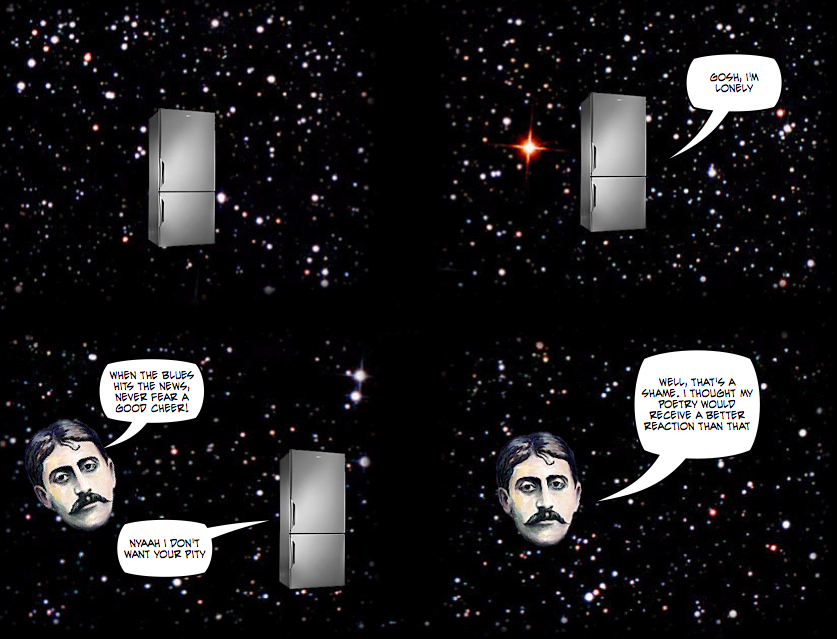 GOSH, I'M
LONELY
WHEN THE BLUES
HITS THE NEWS,
NEVER FEAR A
GOOD CHEER!
NYAAH I DON'T
WANT YOUR PITY
WELL, THAT'S A
SHAME. I THOUGHT MY
POETRY WOULD
RECEIVE A BETTER
REACTION THAN THAT